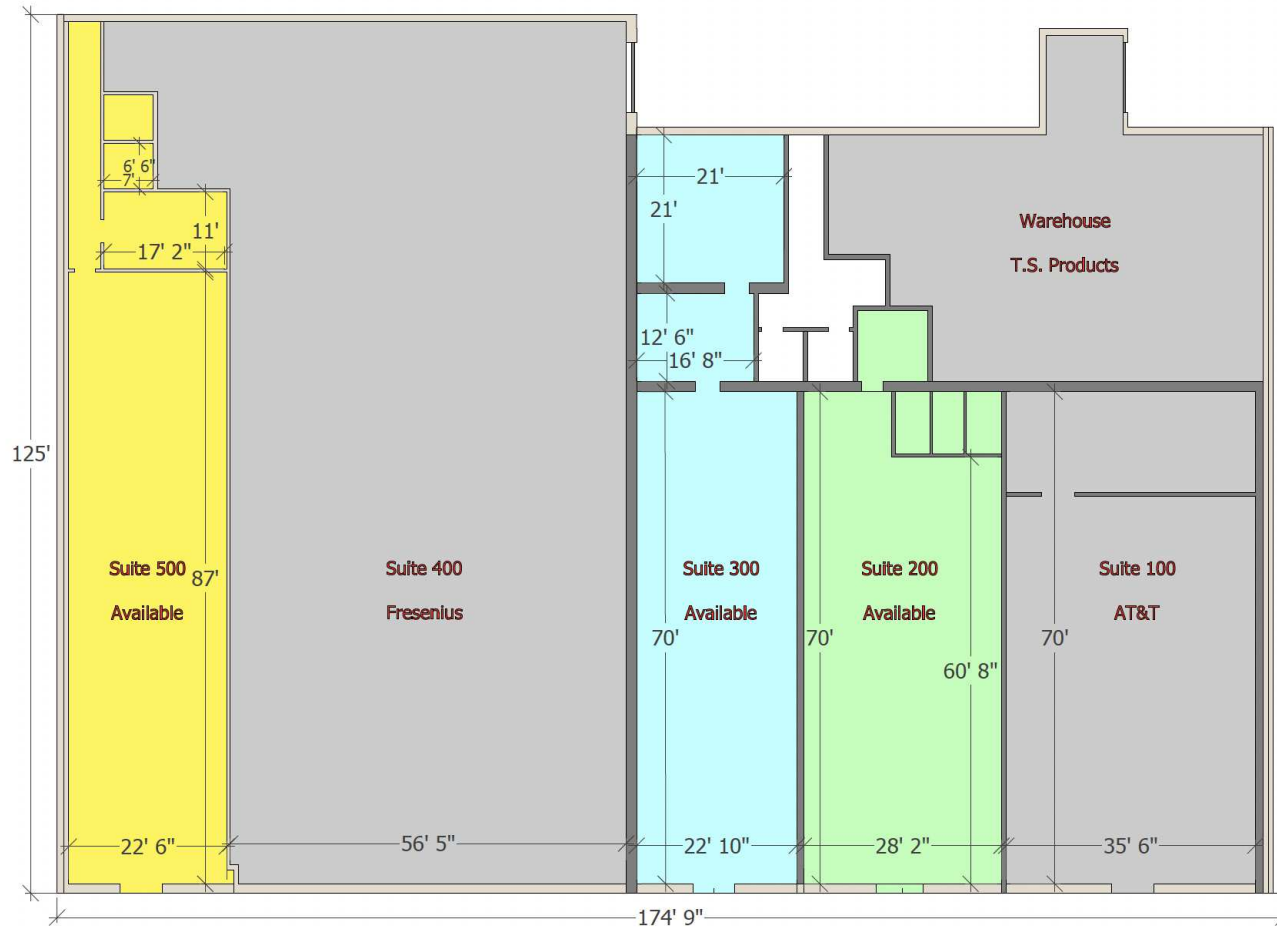 6' 6"
7'
11'
17' 2"
21'
21'
Warehouse
T.S. Products
12' 6"
16' 8"
125'
Suite 500
Available
87'
Suite 400
Fresenius
Suite 300
Available
Suite 200
Available
Suite 100
AT&T
70'
70'
70'
60' 8"
22' 6"
56' 5"
22' 10"
28' 2"
35' 6"
174' 9"